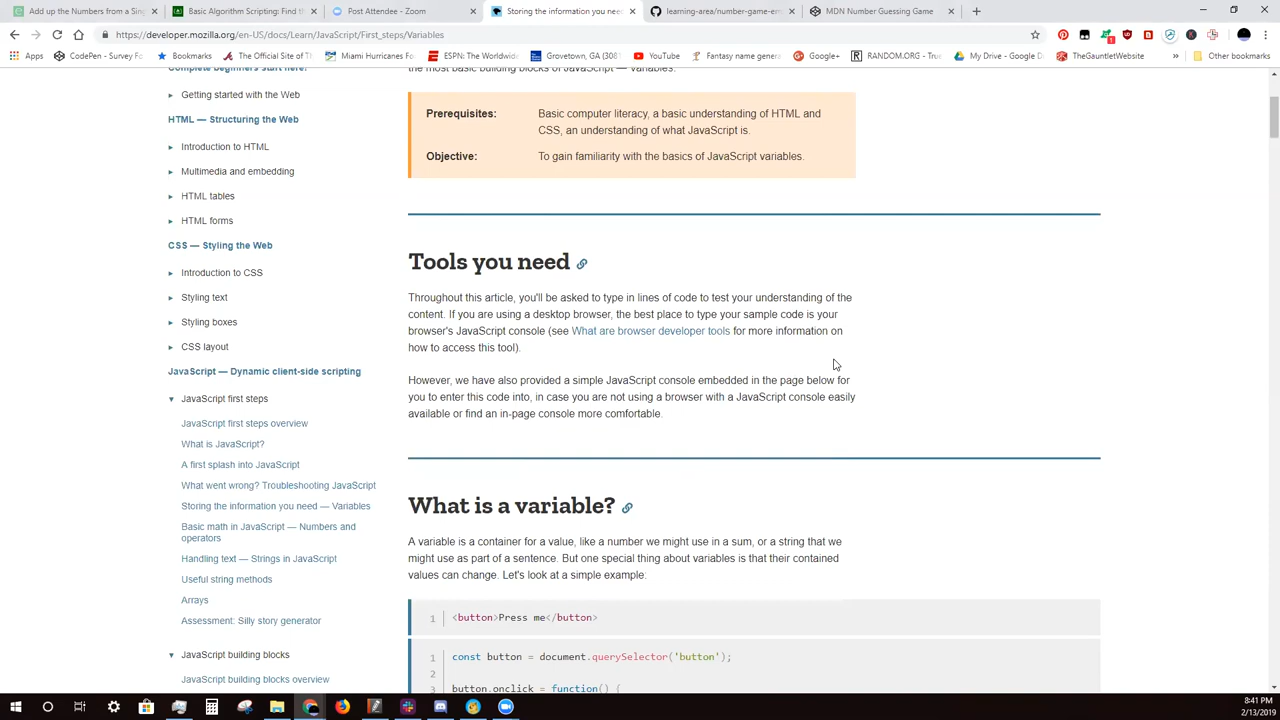 Add up the Numbers from a Sin
Basic Algorithm Scripting: Find th
Post Attendee - Zoom
Storing the information you need
learning-area/number-game-err
MDN Number Guessing Game
https://developer.mozilla.org/en-US/docs/Learn/JavaScript/First_steps/Variables
Apps
CodePen - Survey Fo
Bookmarks
The Official Site of T
Miami Hurricanes Fo
ESPN: The Worldwide
Grovetown, GA (3081
YouTube
Fantasy name genera
Google+
RANDOM.ORG - True
My Drive - Google D
TheGauntletWebsite
»
Other bookmarks
Complete beginners start here!
Getting started with the Web
HTML — Structuring the Web
Introduction to HTML
Multimedia and embedding
HTML tables
HTML forms
CSS — Styling the Web
Introduction to CSS
Styling text
Styling boxes
CSS layout
JavaScript — Dynamic client-side scripting
JavaScript first steps
JavaScript first steps overview
What is JavaScript?
A first splash into JavaScript
What went wrong? Troubleshooting JavaScript
Storing the information you need — Variables
Basic math in JavaScript — Numbers and
operators
Handling text — Strings in JavaScript
Useful string methods
Arrays
Assessment: Silly story generator
JavaScript building blocks
JavaScript building blocks overview
the most basic building blocks of JavaScript — Variables.
Prerequisites: Basic computer literacy, a basic understanding of HTML and
CSS, an understanding of what JavaScript is.
Objective: To gain familiarity with the basics of JavaScript variables.
Tools you need
Throughout this article, you'll be asked to type in lines of code to test your understanding of the
content. If you are using a desktop browser, the best place to type your sample code is your
browser's JavaScript console (see What are browser developer tools for more information on
how to access this tool).
However, we have also provided a simple JavaScript console embedded in the page below for
you to enter this code into, in case you are not using a browser with a JavaScript console easily
available or find an in-page console more comfortable.
What is a variable?
A variable is a container for a value, like a number we might use in a sum, or a string that we
might use as part of a sentence. But one special thing about variables is that their contained
values can change. Let's look at a simple example:
1 <button>Press me</button>
1 const button = document.querySelector('button');
2
3 button.onclick = function() {
8:41 PM
2/13/2019